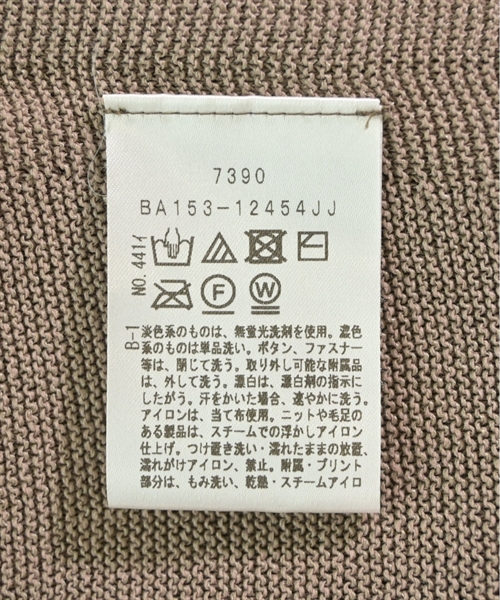 7390
BA153-12454JJ
NO.441イ
F
W
B-1
淡色系のものは、無蛍光洗剤を使用。濃色
系のものは単品洗い。ボタン、ファスナー
等は、閉じて洗う。取り外し可能な附属品
は、外して洗う。漂白は、漂白剤の指示に
したがう。汗をかいた場合、速やかに洗う。
アイロンは、当て布使用。ニットや毛足の
ある製品は、スチームでの浮かしアイロン
仕上げ。つけ置き洗い・濡れたままの放置、
濡れがけアイロン、禁止。附属・プリント
部分は、もみ洗い、乾熱・スチームアイロ